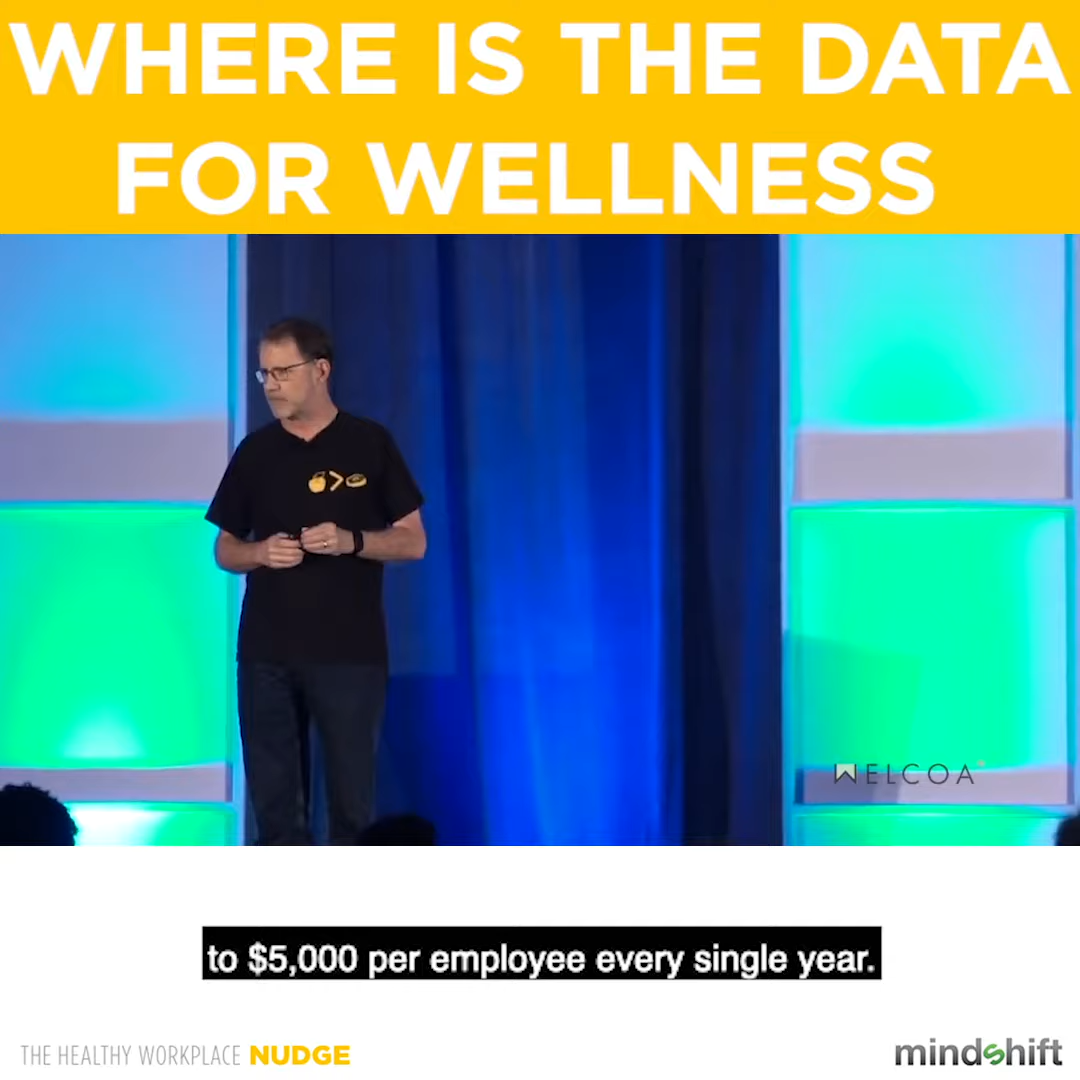 WHERE IS THE DATA
FOR WELLNESS
WELCOA
to $5,000 per employee every single year.
THE HEALTHY WORKPLACE NUDGE
mindshift